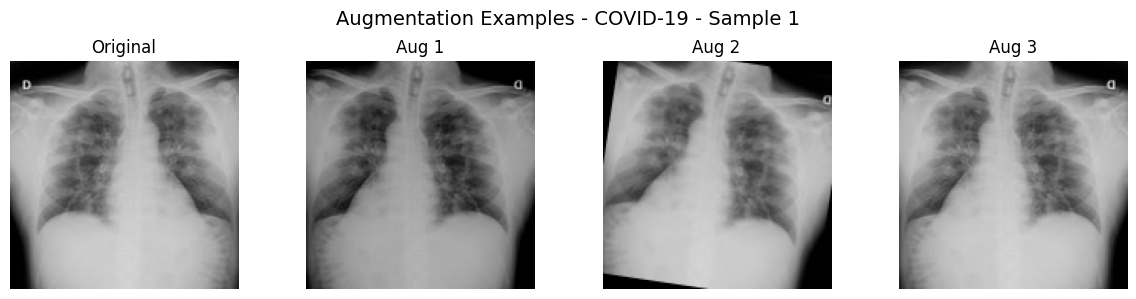 Augmentation Examples - COVID-19 - Sample 1
Original
Aug 1
Aug 2
Aug 3
D
D
D
D